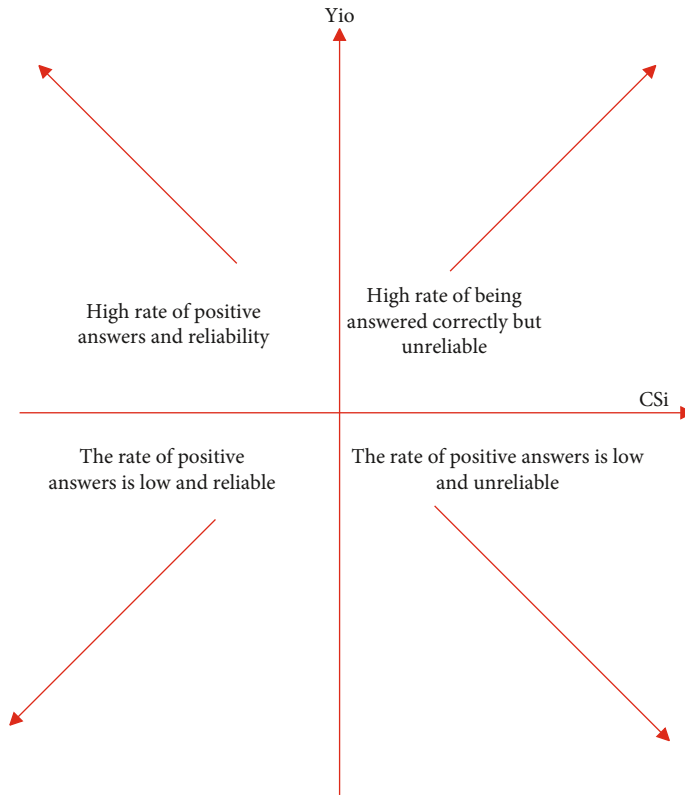 Yio
High rate of positive
answers and reliability
High rate of being
answered correctly but
unreliable
CSi
The rate of positive
answers is low and reliable
The rate of positive answers is low
and unreliable